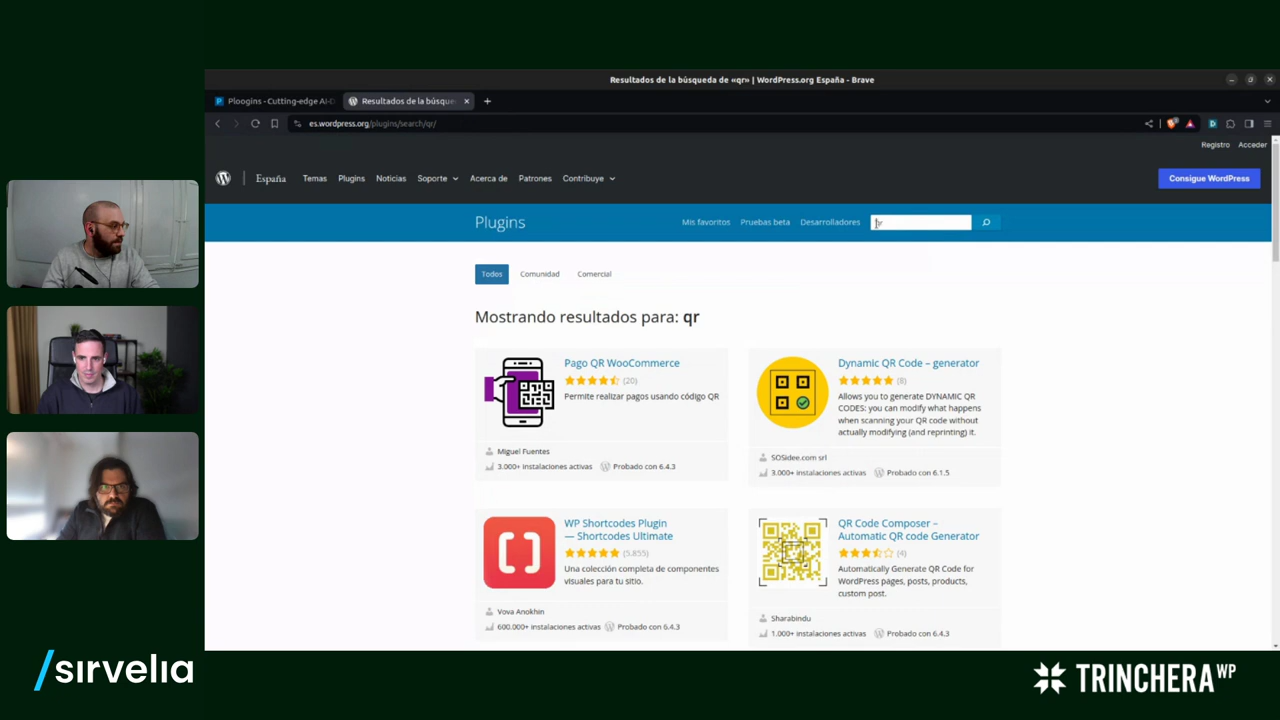 Resultados de la búsqueda de «qr» | WordPress.org España - Brave
Ploogins - Cutting-edge AI-D
Resultados de la búsque
es.wordpress.org/plugins/search/qr/
Registro Acceder
España Temas Plugins Noticias Soporte Acerca de Patrones Contribuye Consigue WordPress
Plugins Mis favoritos Pruebas beta Desarrolladores qr
Todos Comunidad Comercial
Mostrando resultados para: qr
Pago QR WooCommerce
(20)
Permite realizar pagos usando código QR
Miguel Fuentes
3.000+ instalaciones activas Probado con 6.4.3
Dynamic QR Code – generator
(8)
Allows you to generate DYNAMIC QR
CODES: you can modify what happens
when scanning your QR code without
actually modifying (and reprinting) it.
SOSidee.com srl
3.000+ instalaciones activas Probado con 6.1.5
WP Shortcodes Plugin
— Shortcodes Ultimate
(5.855)
Una colección completa de componentes
visuales para tu sitio.
Vova Anokhin
600.000+ instalaciones activas Probado con 6.4.3
QR Code Composer –
Automatic QR code Generator
(4)
Automatically Generate QR Code for
WordPress pages, posts, products,
custom post.
Sharabindu
1.000+ instalaciones activas Probado con 6.4.3
/sirvelia
TRINCHERA WP